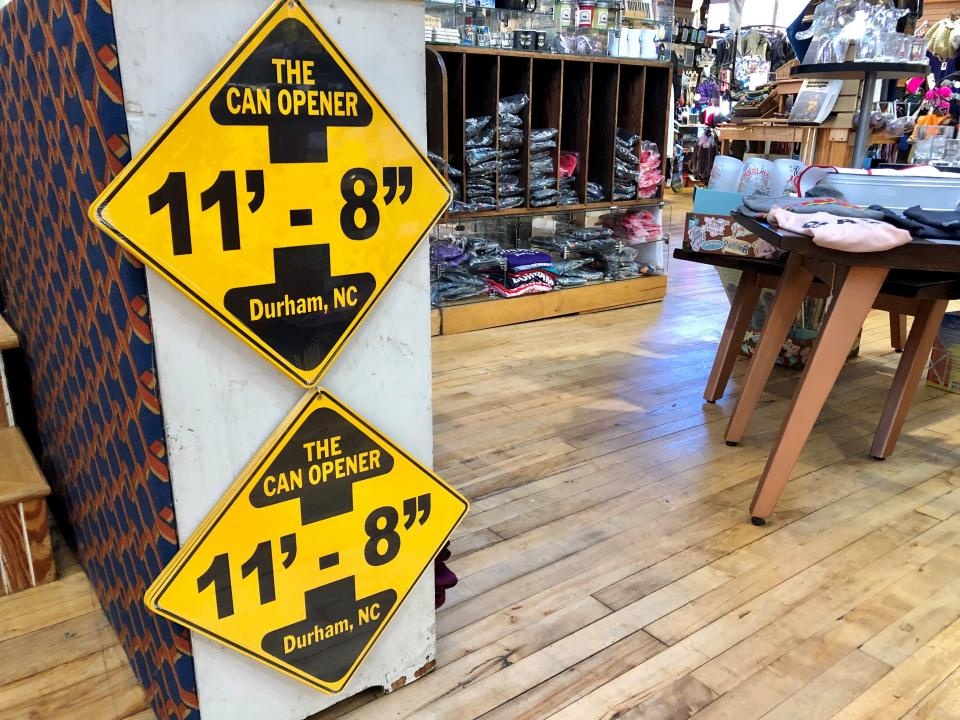 THE
CAN OPENER
11' - 8”
Durham, NC
THE
CAN OPENER
11' - 8”
Durham, NC